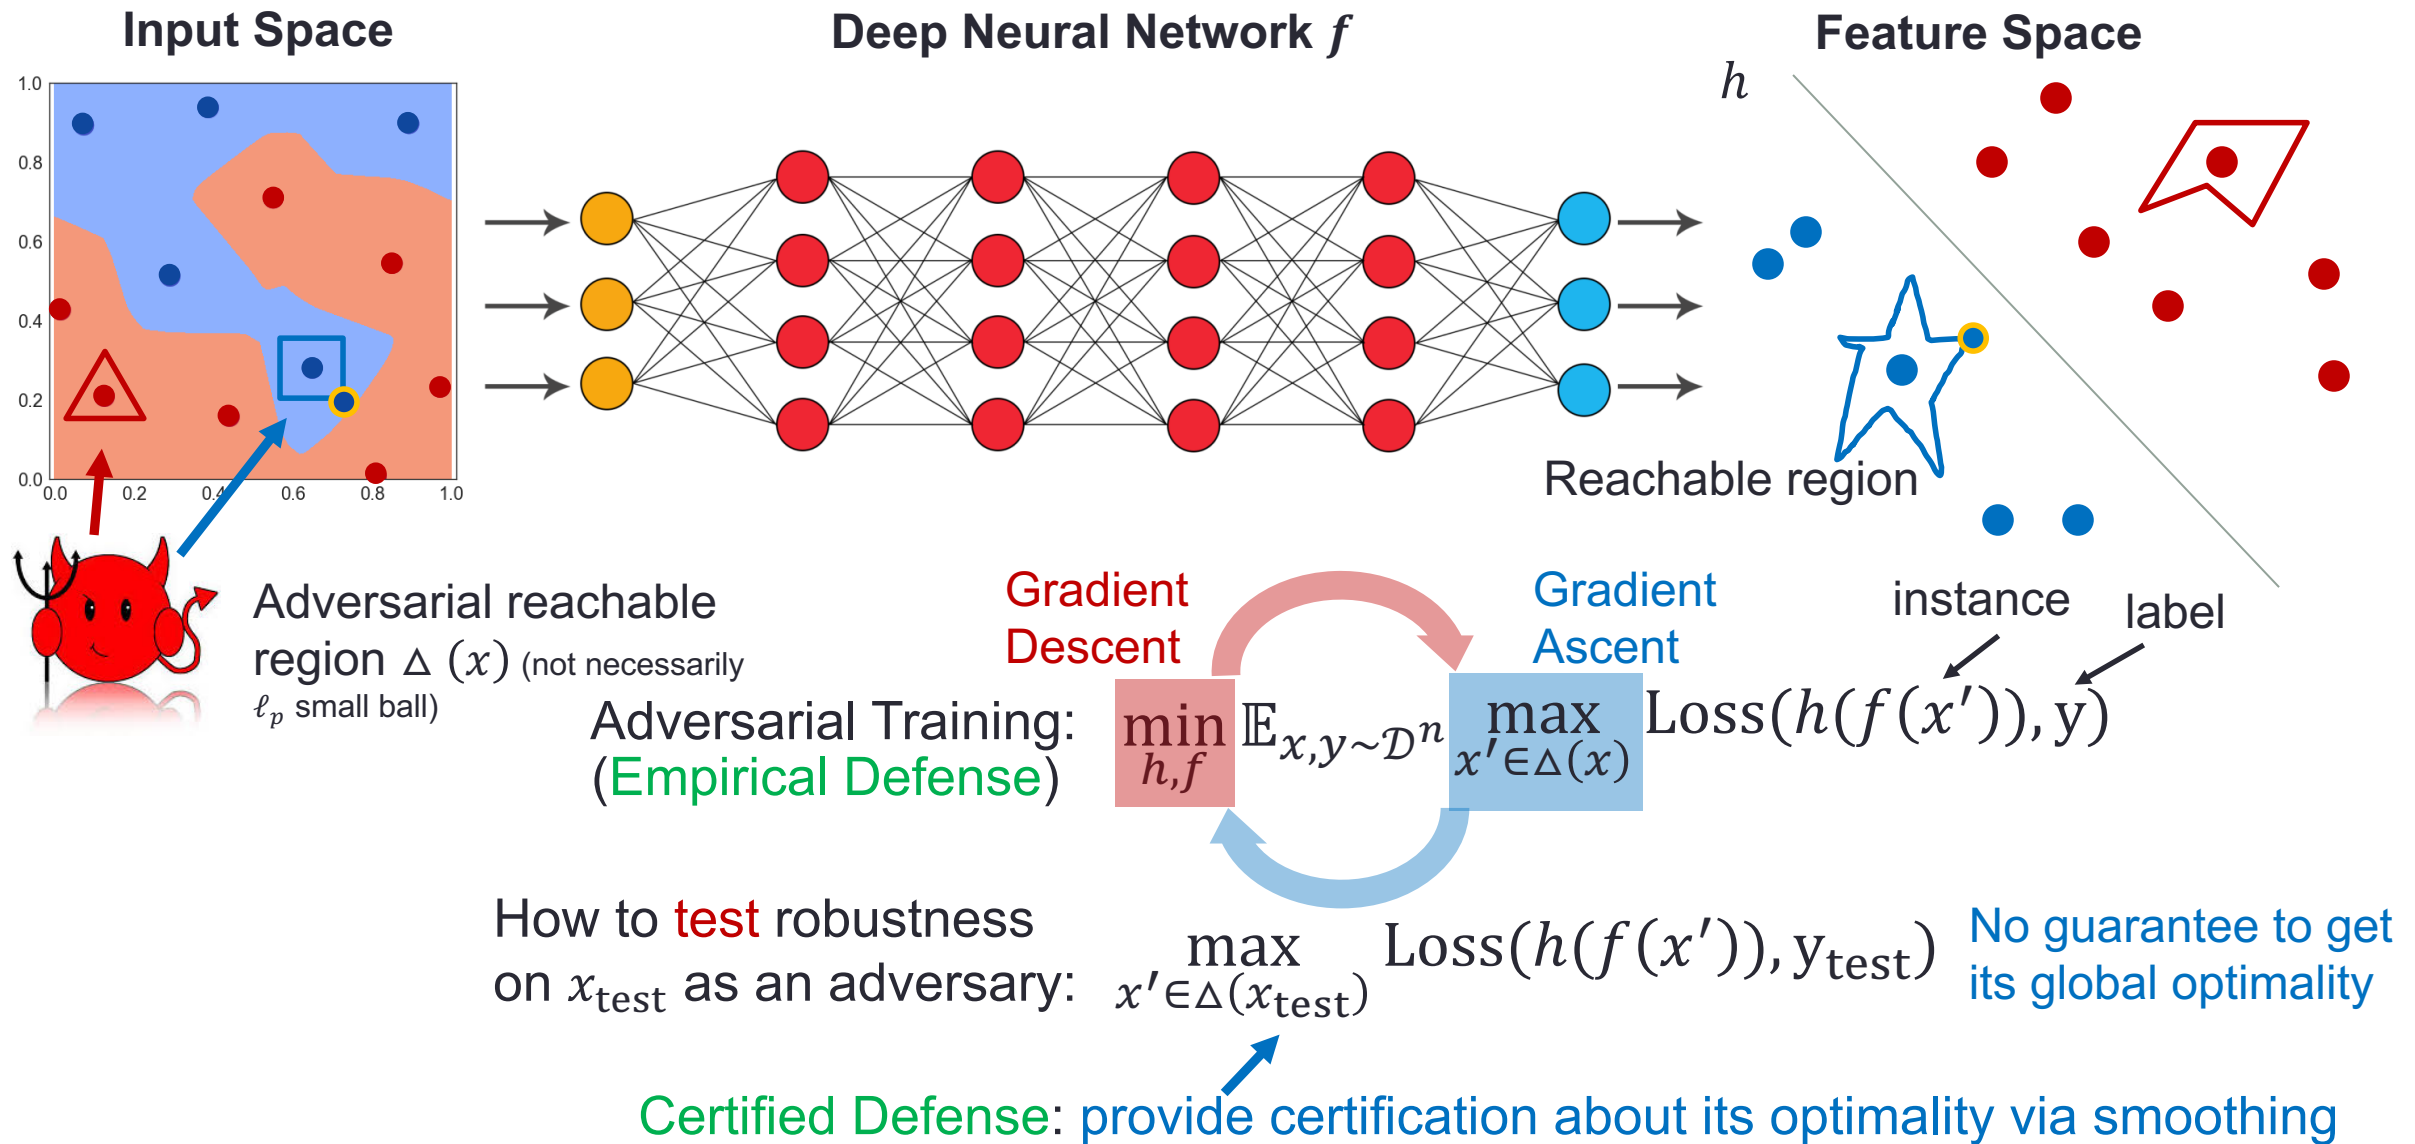 Input Space
Deep Neural Network f
Feature Space
h
1.0
0.8
0.6
0.4
0.2
0.0
0.0 0.2 0.4 0.6 0.8 1.0
Reachable region
Adversarial reachable
region △ (x) (not necessarily
ℓₚ small ball)
Gradient
Descent
Gradient
Ascent
instance
label
Adversarial Training:
(Empirical Defense)
min 𝔼x,y~𝒟ⁿ max Loss(h(f(x′)), y)
h,f x′∈△(x)
How to test robustness
on x_test as an adversary:
max Loss(h(f(x′)), y_test)
x′∈△(x_test)
No guarantee to get
its global optimality
Certified Defense: provide certification about its optimality via smoothing